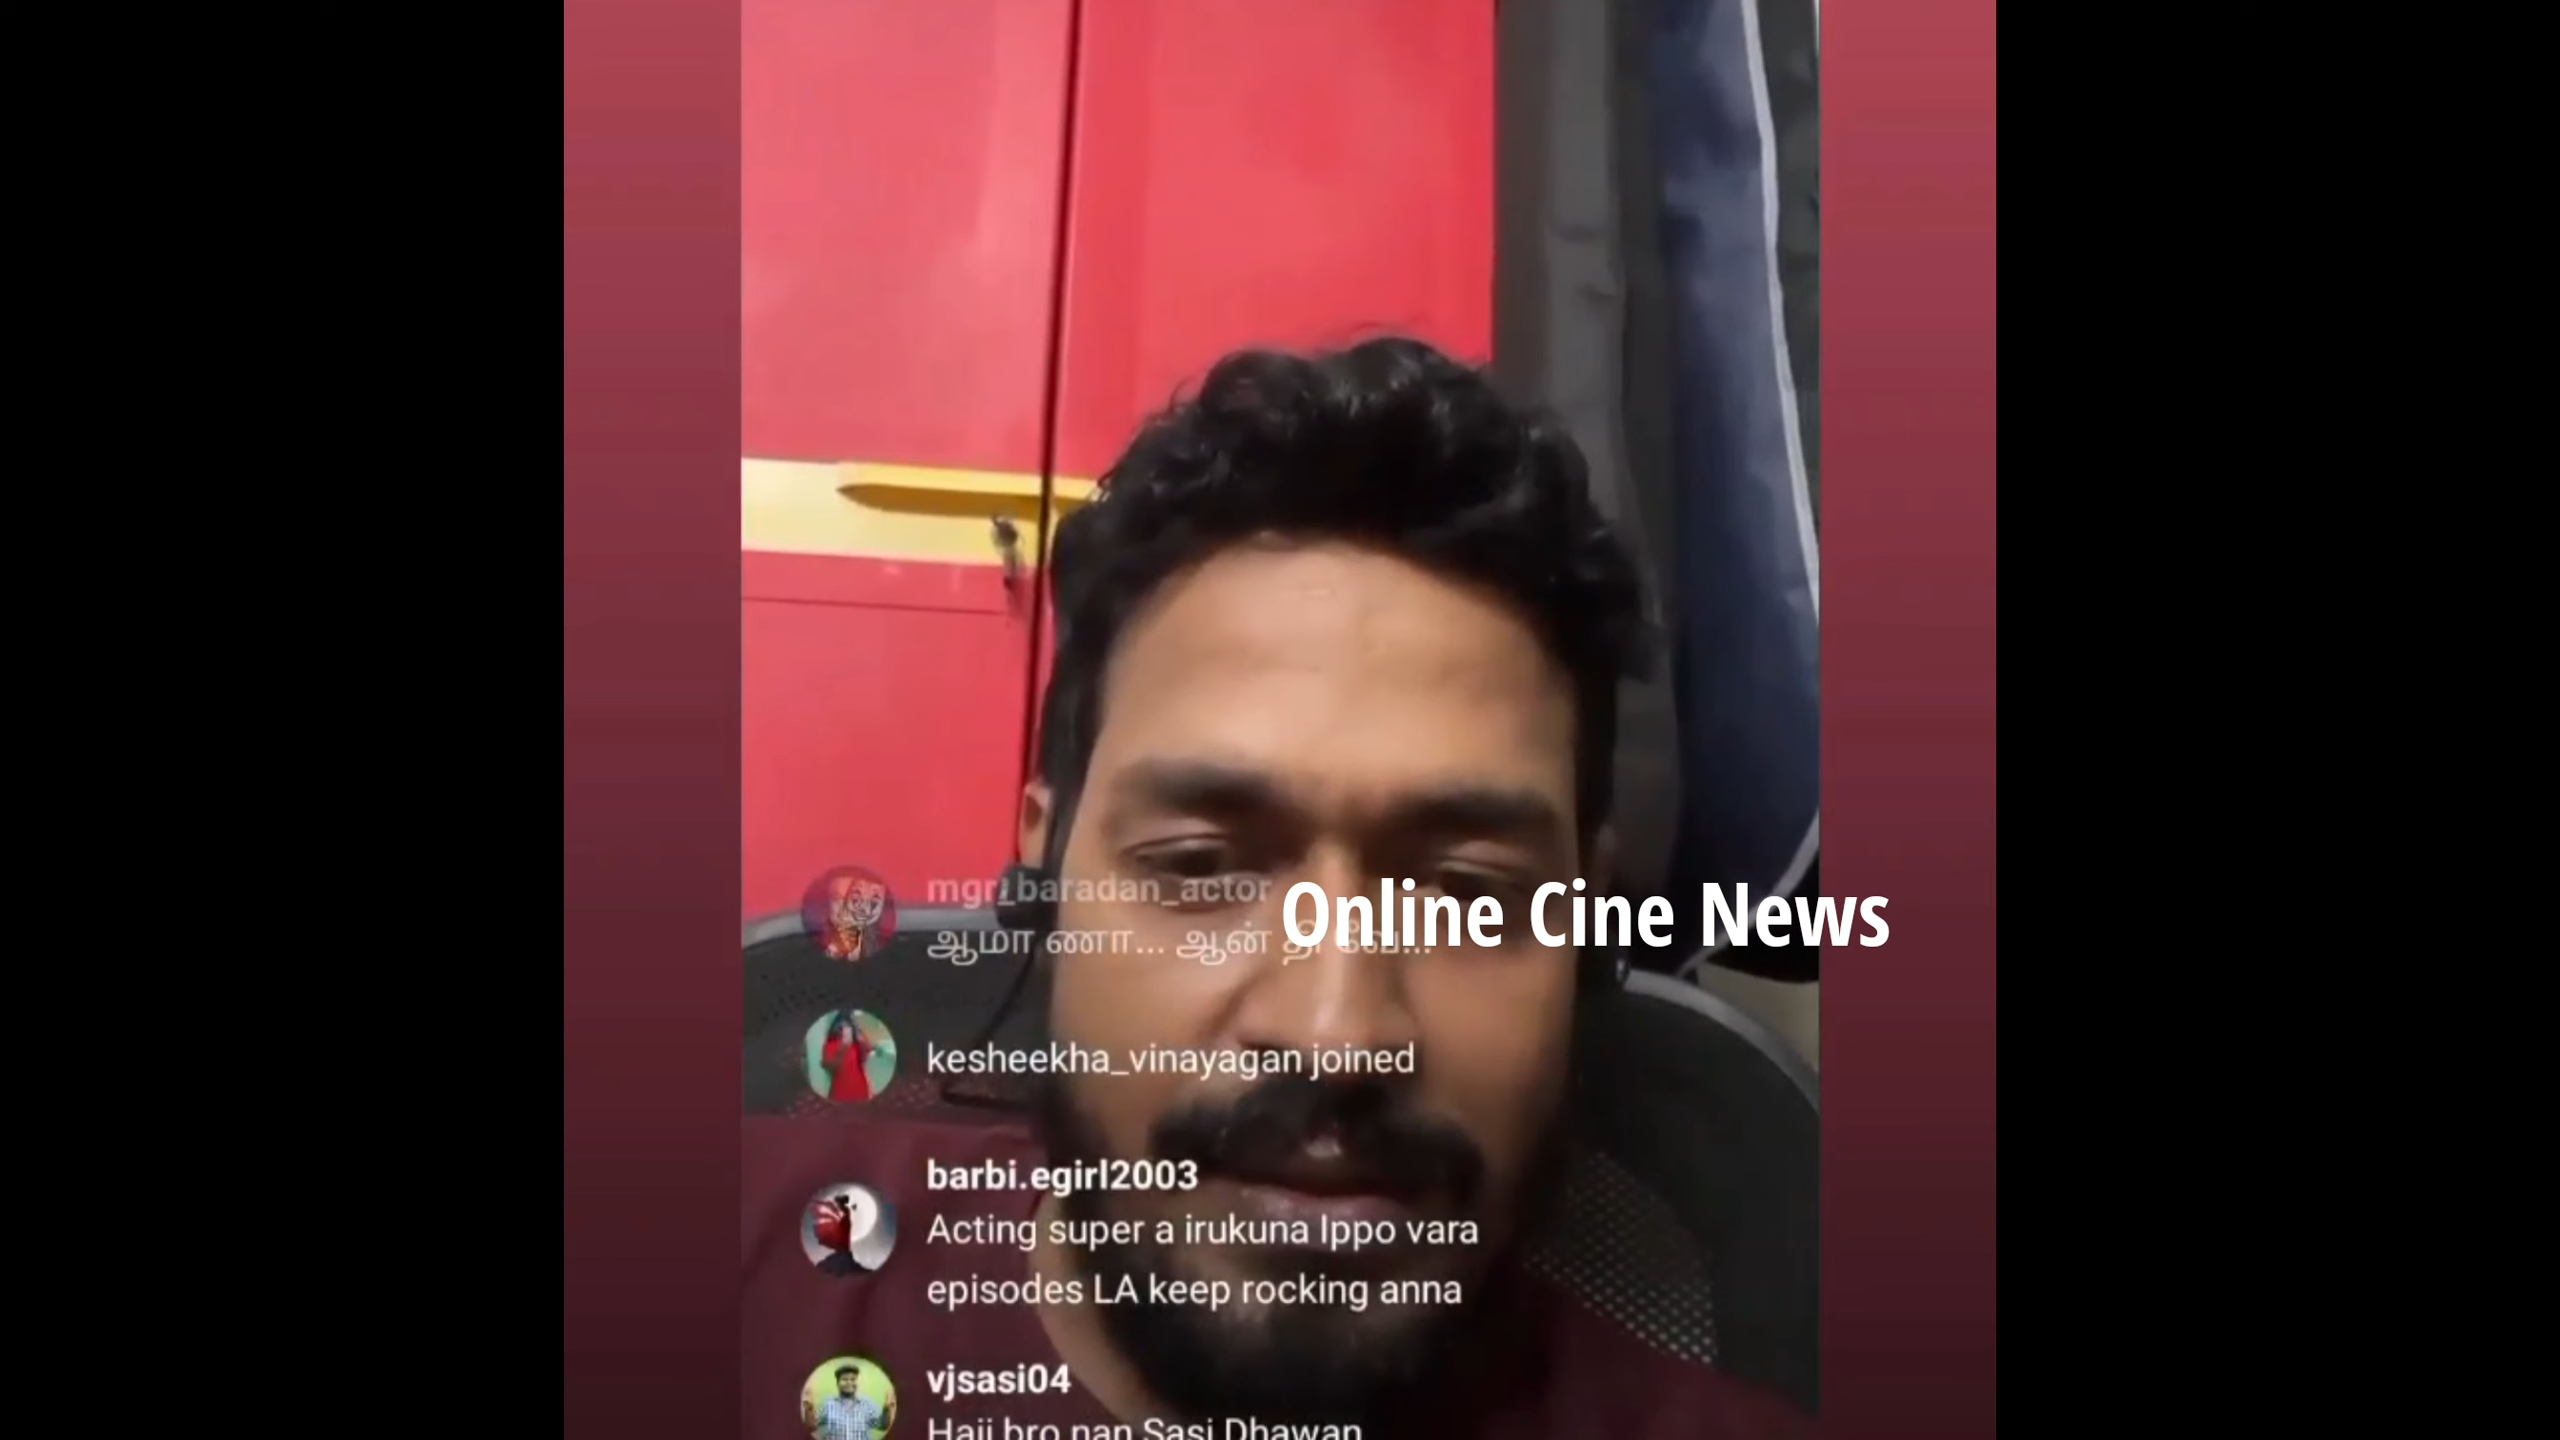 mgr_baradan_actor
ஆமா ணா... ஆன் தி வே...
Online Cine News
kesheekha_vinayagan joined
barbi.egirl2003
Acting super a irukuna Ippo vara
episodes LA keep rocking anna
vjsasi04
Haii bro nan Sasi Dhawan